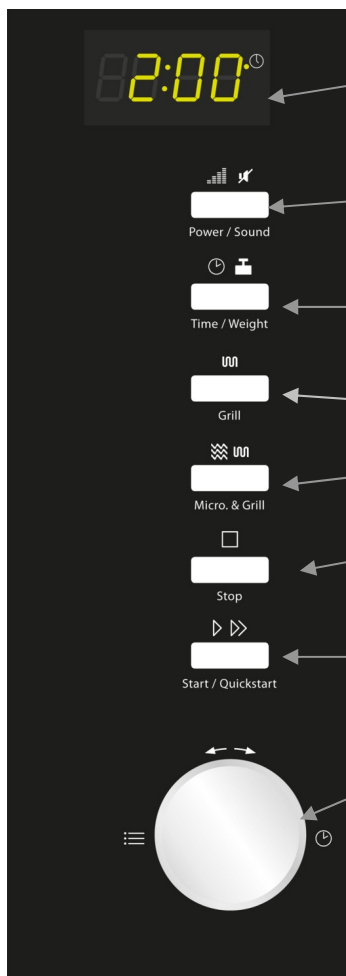 2:00
Power / Sound
Time / Weight
Grill
Micro. & Grill
Stop
Start / Quickstart